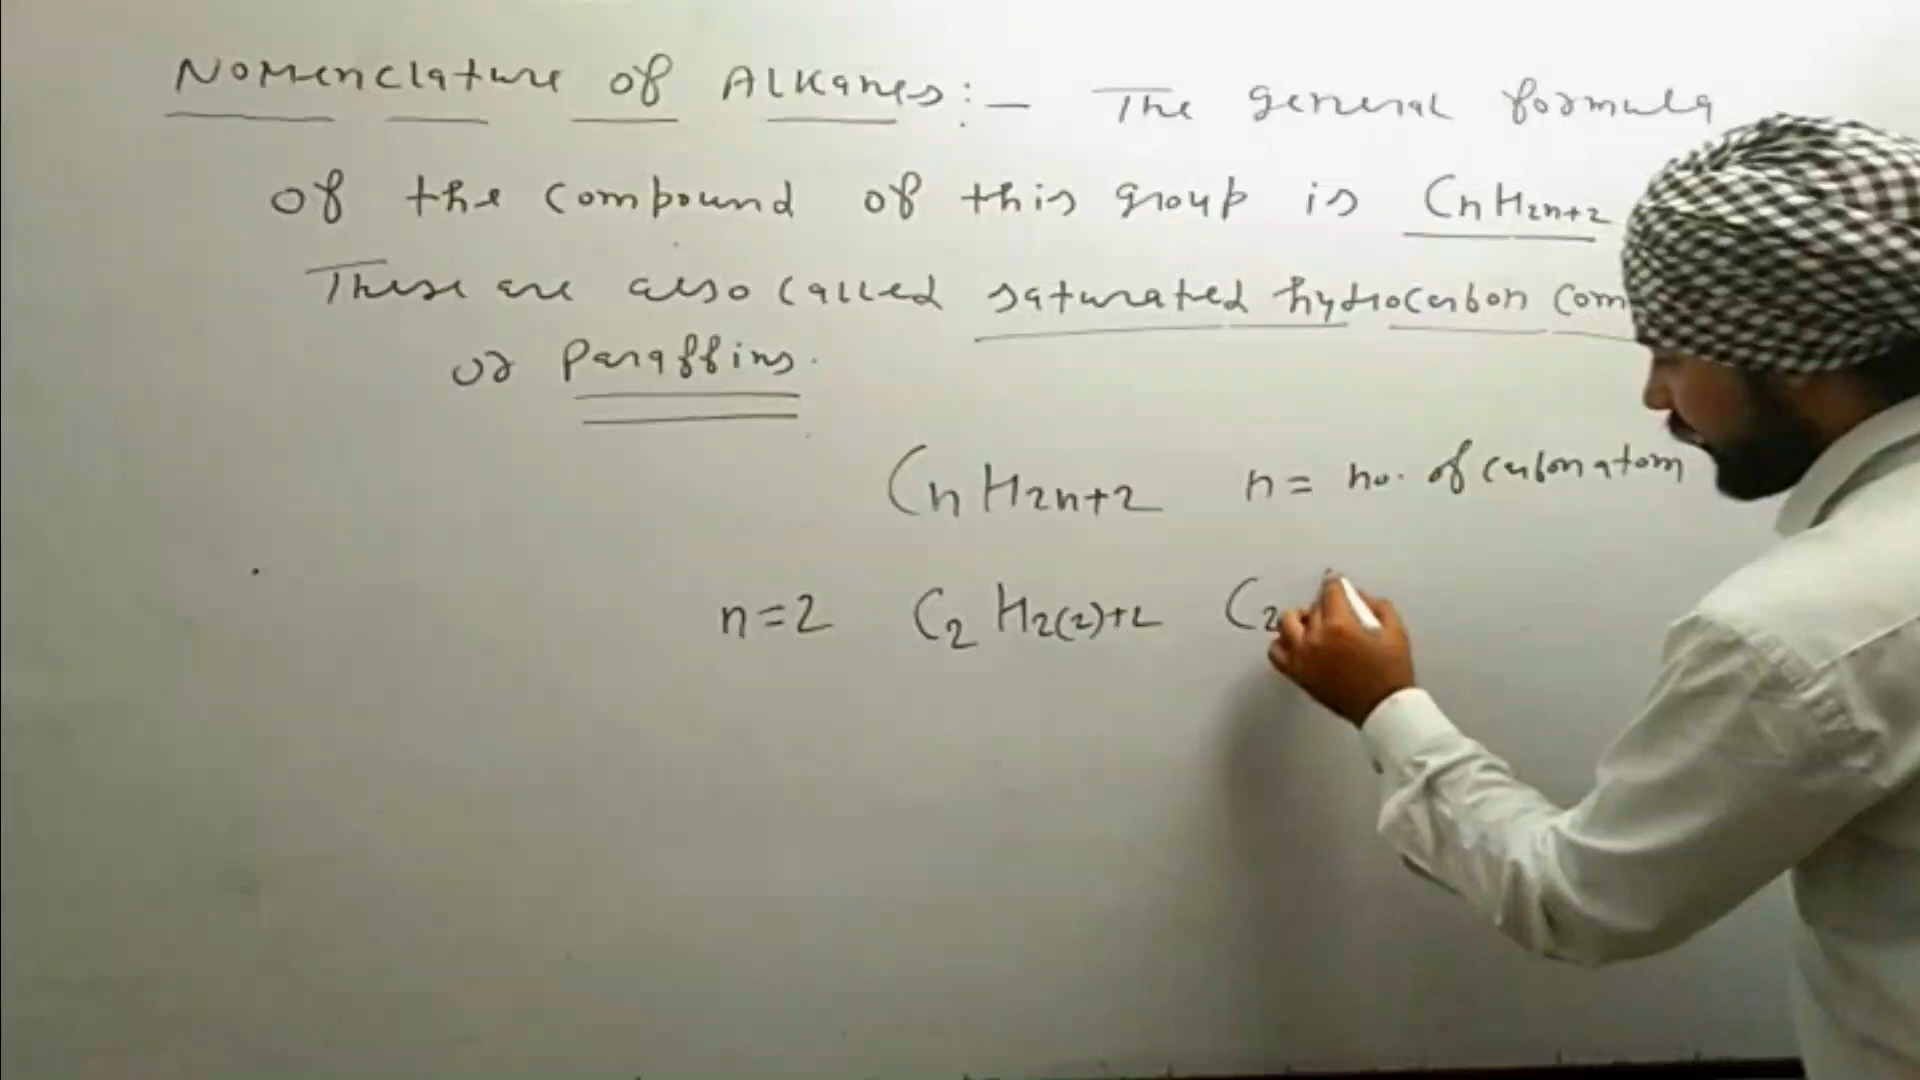 Nomenclature of Alkanes:- The general formula
of the compound of this group is CnH2n+2
These are also called saturated hydrocarbon com
or Paraffins.
CnH2n+2 n= no. of carbon atom
n=2 C2 H2(2)+2 C2